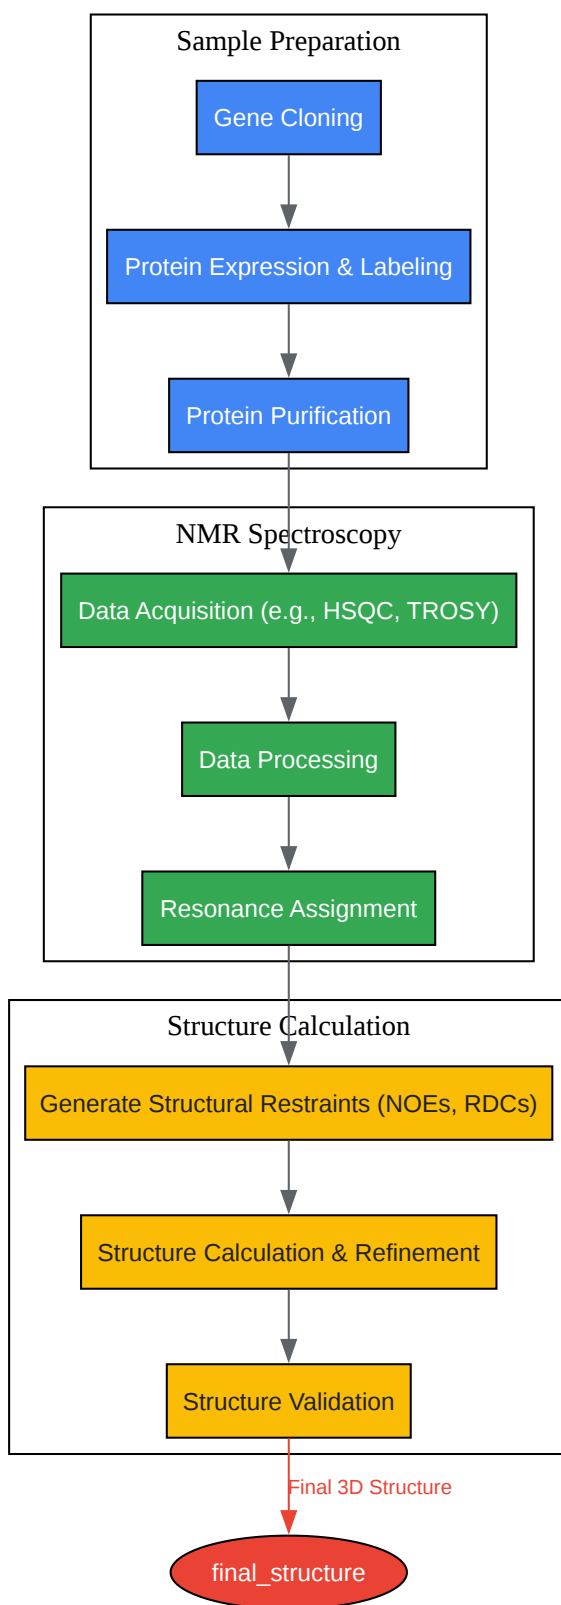 Sample Preparation
Gene Cloning
Protein Expression & Labeling
Protein Purification
NMR Spectroscopy
Data Acquisition (e.g., HSQC, TROSY)
Data Processing
Resonance Assignment
Structure Calculation
Generate Structural Restraints (NOEs, RDCs)
Structure Calculation & Refinement
Structure Validation
Final 3D Structure
final_structure